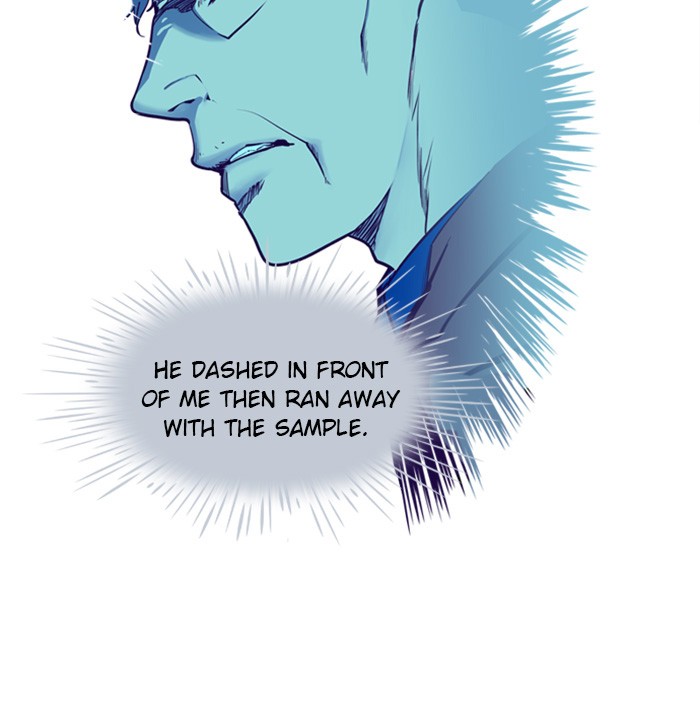 HE DASHED IN FRONT
OF ME THEN RAN AWAY
WITH THE SAMPLE.